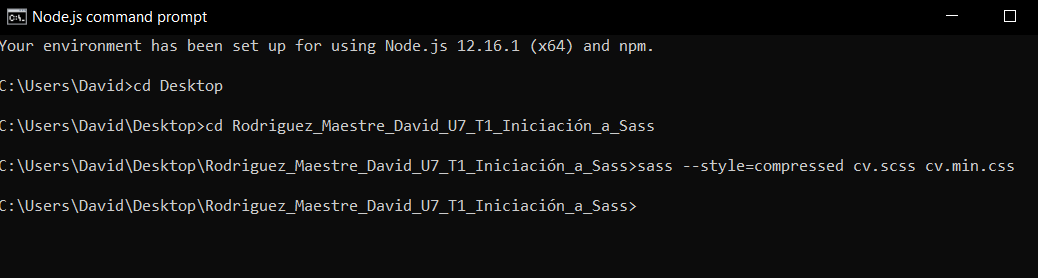 Node.js command prompt
Your environment has been set up for using Node.js 12.16.1 (x64) and npm.
C:\Users\David>cd Desktop
C:\Users\David\Desktop>cd Rodriguez_Maestre_David_U7_T1_Iniciación_a_Sass
C:\Users\David\Desktop\Rodriguez_Maestre_David_U7_T1_Iniciación_a_Sass>sass --style=compressed cv.scss cv.min.css
C:\Users\David\Desktop\Rodriguez_Maestre_David_U7_T1_Iniciación_a_Sass>